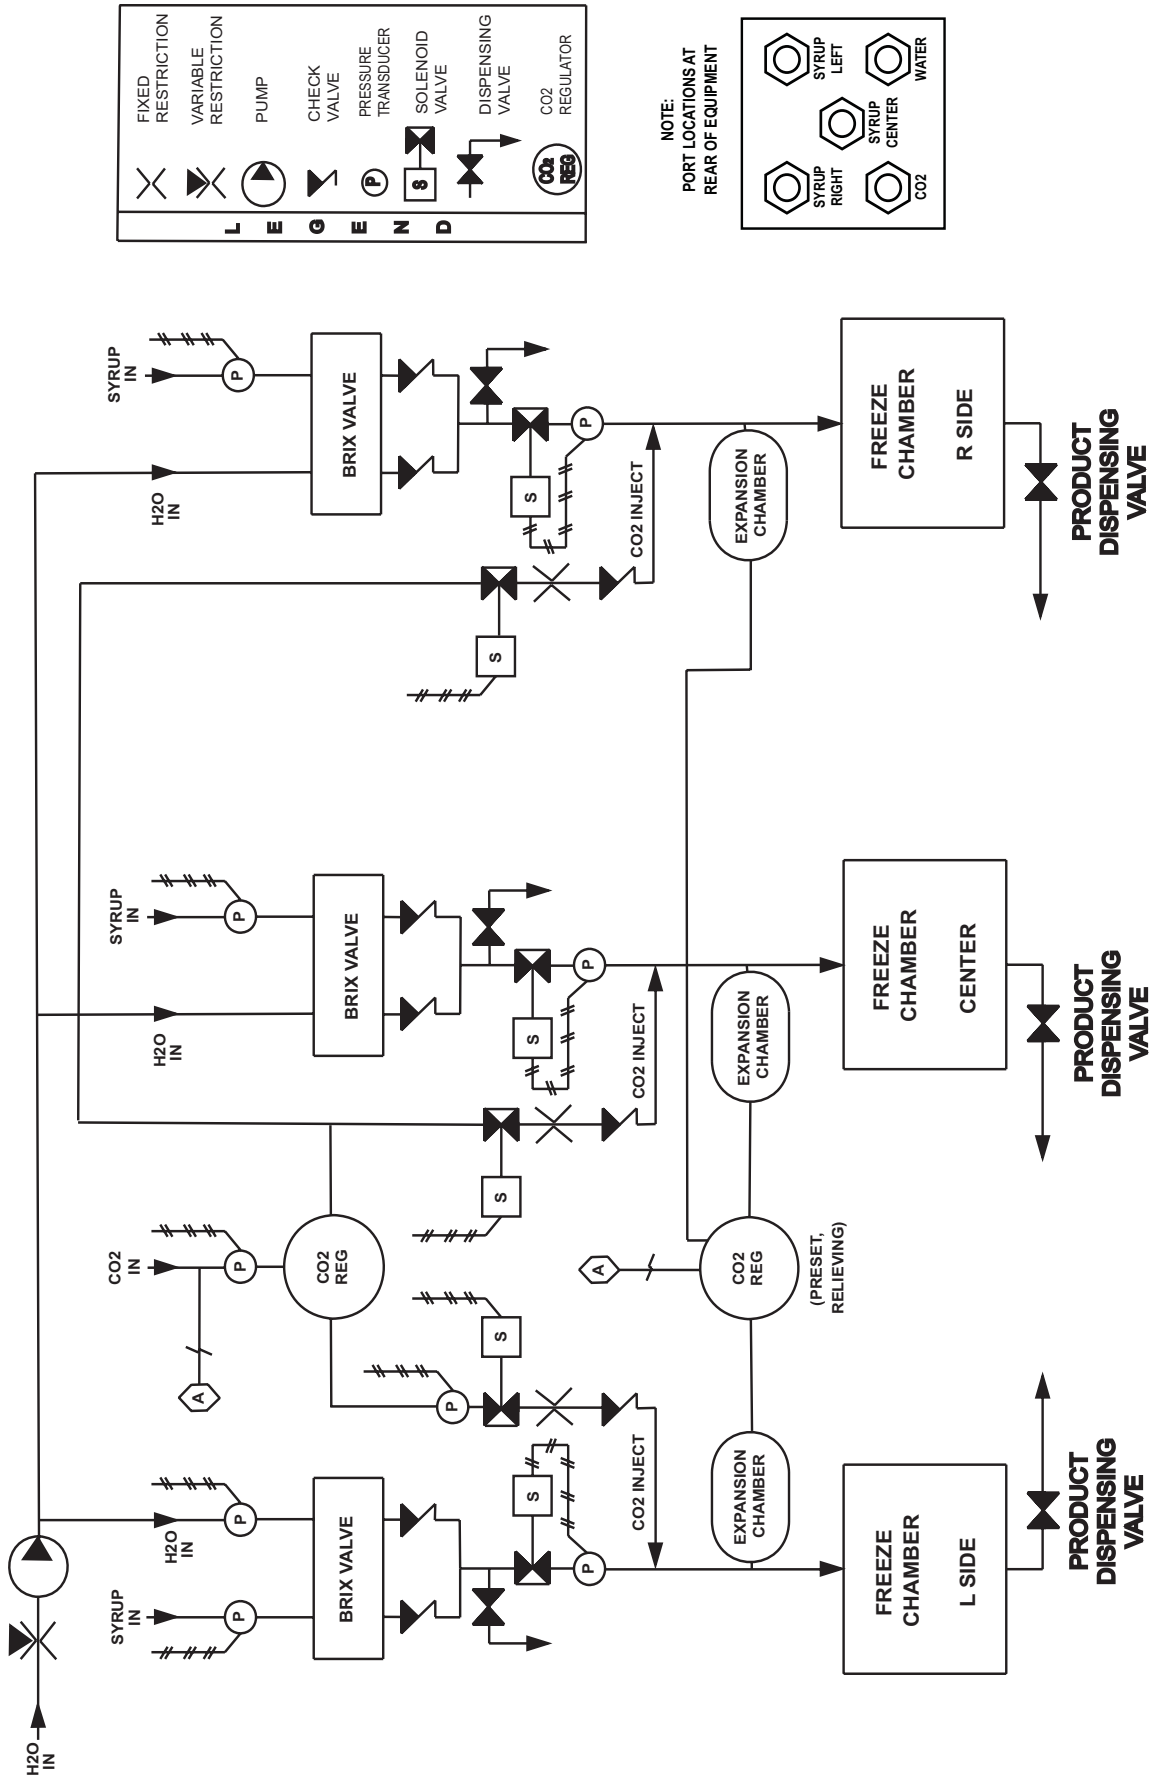 H2O
IN
SYRUP
IN
P
H2O
IN
P
BRIX VALVE
S
P
CO2 INJECT
EXPANSION
CHAMBER
FREEZE
CHAMBER
L SIDE
PRODUCT
DISPENSING
VALVE
A
CO2
IN
P
CO2
REG
P
S
A
CO2
REG
(PRESET,
RELIEVING)
H2O
IN
SYRUP
IN
P
BRIX VALVE
S
P
S
CO2 INJECT
EXPANSION
CHAMBER
FREEZE
CHAMBER
CENTER
PRODUCT
DISPENSING
VALVE
H2O
IN
SYRUP
IN
P
BRIX VALVE
S
P
S
CO2 INJECT
EXPANSION
CHAMBER
FREEZE
CHAMBER
R SIDE
PRODUCT
DISPENSING
VALVE
LEGEND
FIXED
RESTRICTION
VARIABLE
RESTRICTION
PUMP
CHECK
VALVE
P
PRESSURE
TRANSDUCER
S
SOLENOID
VALVE
DISPENSING
VALVE
CO2
REG
CO2
REGULATOR
NOTE:
PORT LOCATIONS AT
REAR OF EQUIPMENT
SYRUP
RIGHT
SYRUP
LEFT
SYRUP
CENTER
CO2
WATER